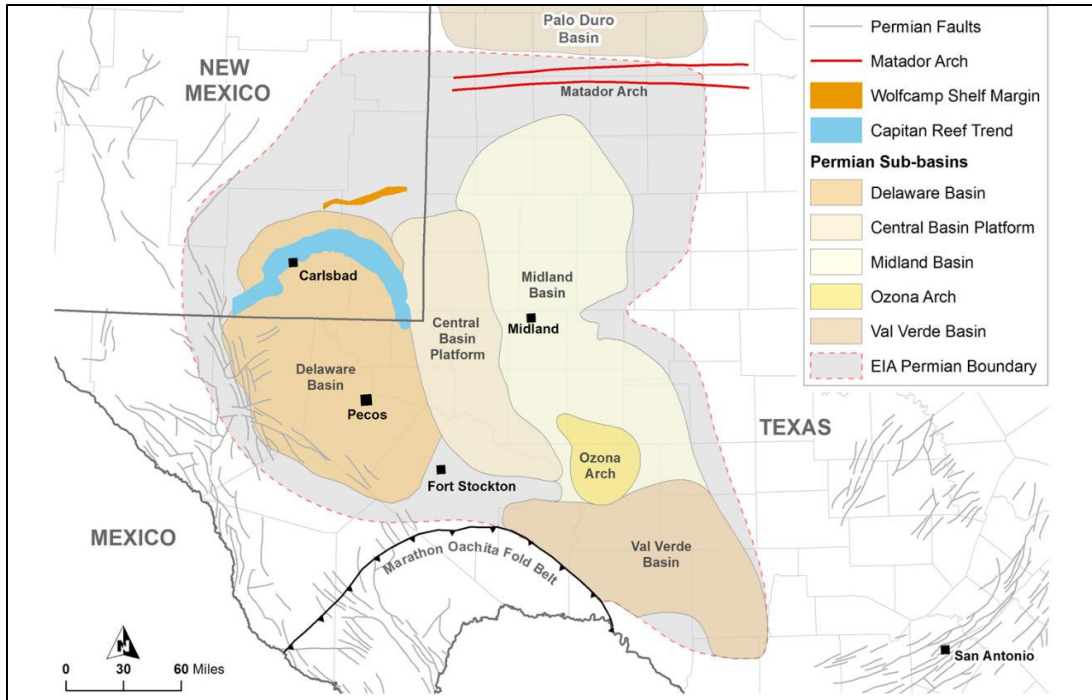 Palo Duro
Basin
NEW
MEXICO
Matador Arch
Carlsbad
Midland
Basin
Midland
Central
Basin
Platform
Delaware
Basin
Pecos
Ozona
Arch
Fort Stockton
TEXAS
MEXICO
Marathon Oachita Fold Belt
Val Verde
Basin
San Antonio
N
0 30 60 Miles
Permian Faults
Matador Arch
Wolfcamp Shelf Margin
Capitan Reef Trend
Permian Sub-basins
Delaware Basin
Central Basin Platform
Midland Basin
Ozona Arch
Val Verde Basin
EIA Permian Boundary